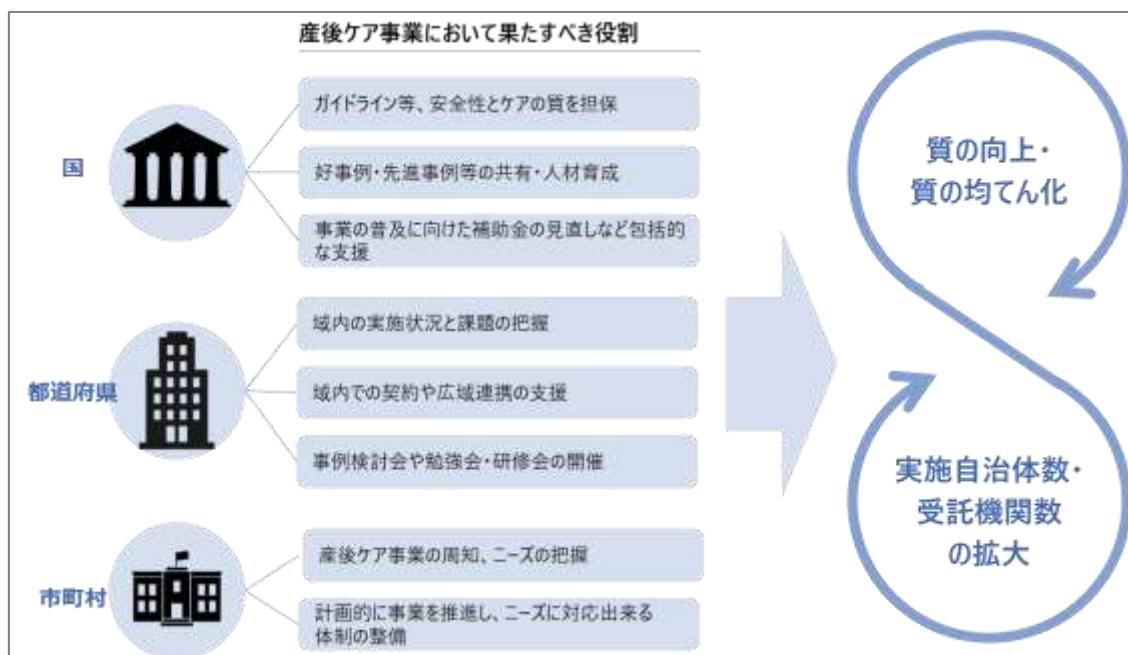 産後ケア事業において果たすべき役割
国
ガイドライン等、安全性とケアの質を担保
好事例・先進事例等の共有・人材育成
事業の普及に向けた補助金の見直しなど包括的
な支援
都道府県
域内の実施状況と課題の把握
域内での契約や広域連携の支援
事例検討会や勉強会・研修会の開催
市町村
産後ケア事業の周知、ニーズの把握
計画的に事業を推進し、ニーズに対応出来る
体制の整備
質の向上・
質の均てん化
実施自治体数・
受託機関数
の拡大